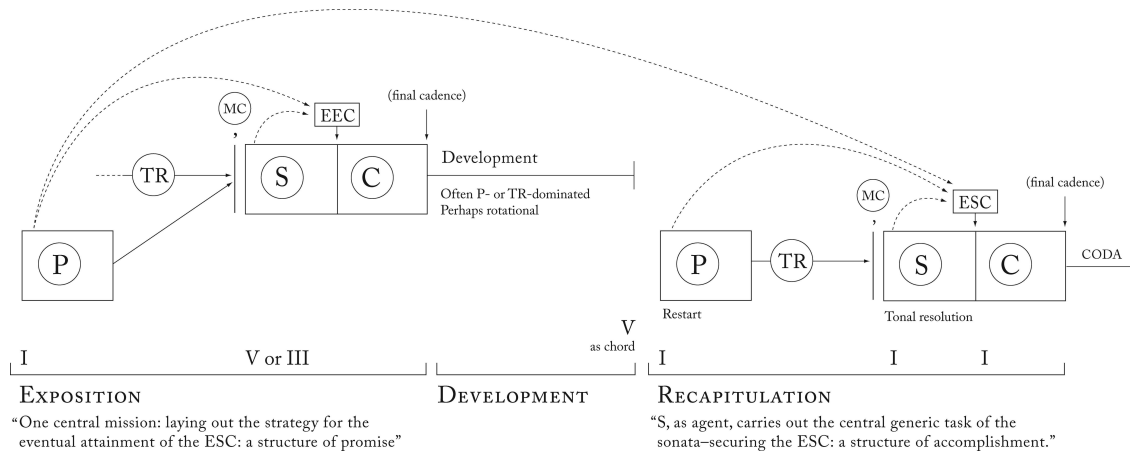 MC
,
EEC
(final cadence)
TR
S
C
Development
Often P- or TR-dominated
Perhaps rotational
P
I
V or III
V
as chord
EXPOSITION
“One central mission: laying out the strategy for the
eventual attainment of the ESC: a structure of promise”
DEVELOPMENT
MC
,
ESC
(final cadence)
P
TR
S
C
CODA
Restart
Tonal resolution
I
I
I
RECAPITULATION
“S, as agent, carries out the central generic task of the
sonata–securing the ESC: a structure of accomplishment.”